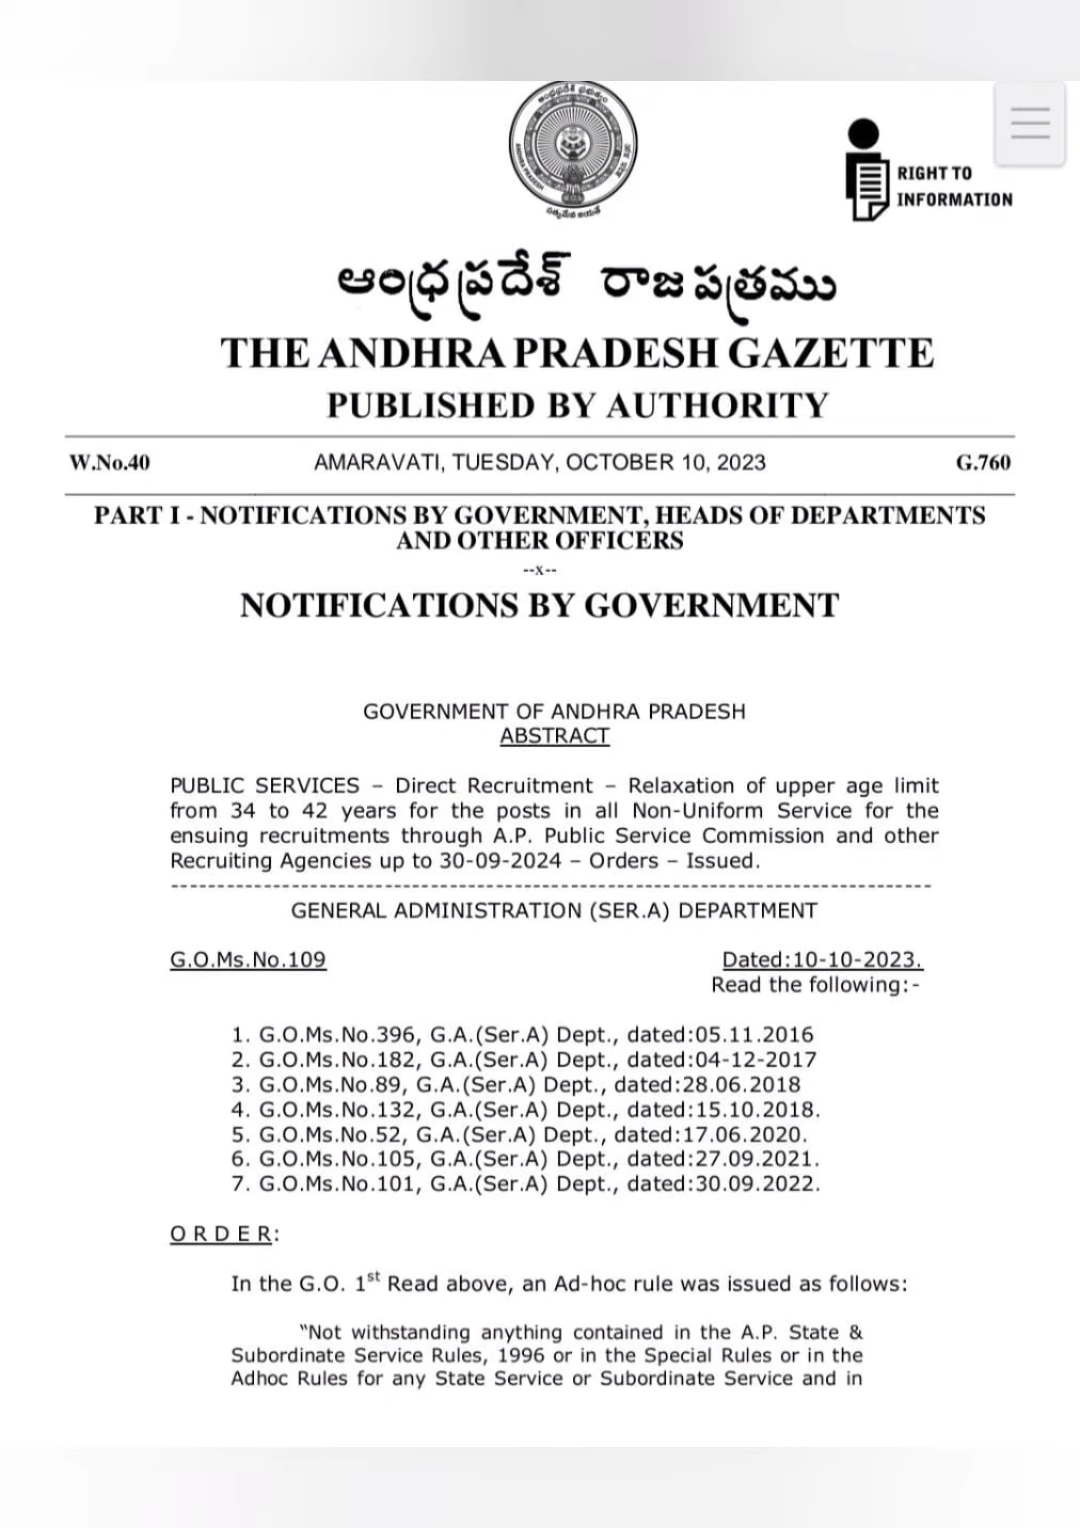 ఆంధ్రప్రదేశ్ రాజపత్రము
RIGHT TO
INFORMATION
THE ANDHRA PRADESH GAZETTE
PUBLISHED BY AUTHORITY
W.No.40 AMARAVATI, TUESDAY, OCTOBER 10, 2023 G.760
PART I - NOTIFICATIONS BY GOVERNMENT, HEADS OF DEPARTMENTS
AND OTHER OFFICERS
--x--
NOTIFICATIONS BY GOVERNMENT
GOVERNMENT OF ANDHRA PRADESH
ABSTRACT
PUBLIC SERVICES – Direct Recruitment – Relaxation of upper age limit
from 34 to 42 years for the posts in all Non-Uniform Service for the
ensuing recruitments through A.P. Public Service Commission and other
Recruiting Agencies up to 30-09-2024 – Orders – Issued.
GENERAL ADMINISTRATION (SER.A) DEPARTMENT
G.O.Ms.No.109 Dated:10-10-2023.
Read the following:-
1. G.O.Ms.No.396, G.A.(Ser.A) Dept., dated:05.11.2016
2. G.O.Ms.No.182, G.A.(Ser.A) Dept., dated:04-12-2017
3. G.O.Ms.No.89, G.A.(Ser.A) Dept., dated:28.06.2018
4. G.O.Ms.No.132, G.A.(Ser.A) Dept., dated:15.10.2018.
5. G.O.Ms.No.52, G.A.(Ser.A) Dept., dated:17.06.2020.
6. G.O.Ms.No.105, G.A.(Ser.A) Dept., dated:27.09.2021.
7. G.O.Ms.No.101, G.A.(Ser.A) Dept., dated:30.09.2022.
O R D E R:
In the G.O. 1st Read above, an Ad-hoc rule was issued as follows:
“Not withstanding anything contained in the A.P. State &
Subordinate Service Rules, 1996 or in the Special Rules or in the
Adhoc Rules for any State Service or Subordinate Service and in